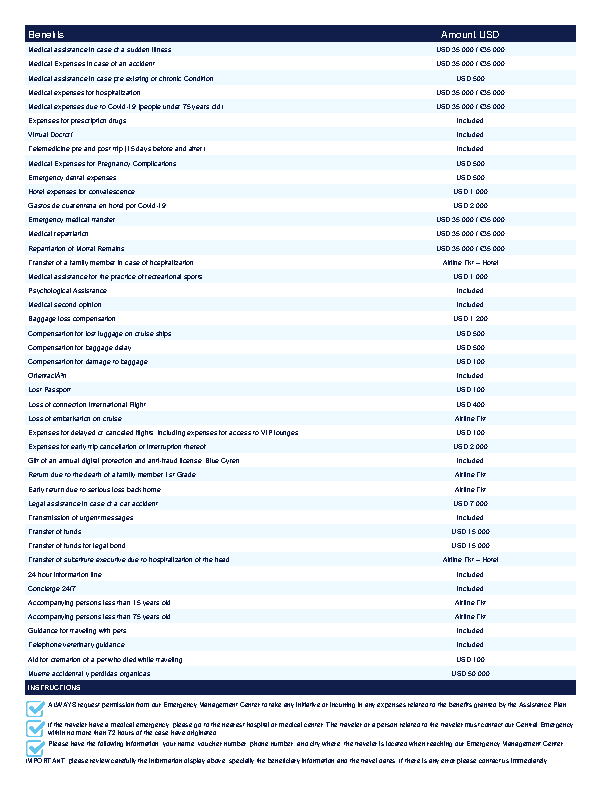 Benefits Amount USD
Medical assistance in case of a sudden illness USD 35 000 / €35 000
Medical Expenses in case of an accident USD 35 000 / €35 000
Medical assistance in case pre existing or chronic Condition USD 500
Medical expenses for hospitalization USD 35 000 / €35 000
Medical expenses due to Covid-19 (people under 75 years old) USD 35 000 / €35 000
Expenses for prescription drugs Included
Virtual Doctor/ Included
Telemedicine pre and post trip (15 days before and after) Included
Medical Expenses for Pregnancy Complications USD 500
Emergency dental expenses USD 500
Hotel expenses for convalescence USD 1 000
Gastos de cuarentena en hotel por Covid-19 USD 2 000
Emergency medical transfer USD 35 000 / €35 000
Medical repatriation USD 35 000 / €35 000
Repatriation of Mortal Remains USD 35 000 / €35 000
Transfer of a family member in case of hospitalization Airline Tkt – Hotel
Medical assistance for the practice of recreational sports USD 1 000
Psychological Assistance Included
Medical second opinion Included
Baggage loss compensation USD 1 200
Compensation for lost luggage on cruise ships USD 500
Compensation for baggage delay USD 500
Compensation for damage to baggage USD 100
Included
Lost Passport USD 100
Loss of connection International Flight USD 400
Loss of embarkation on cruise Airline Tkt
Expenses for delayed or canceled flights, including expenses for access to VIP lounges USD 100
Expenses for early trip cancellation or interruption thereof USD 2 000
Gift of an annual digital protection and anti-fraud license, Blue Cyren Included
Return due to the death of a family member 1st Grade Airline Tkt
Early return due to serious loss back home Airline Tkt
Legal assistance in case of a car accident USD 7 000
Transmission of urgent messages Included
Transfer of funds USD 15 000
Transfer of funds for legal bond USD 15 000
Transfer of substitute executive due to hospitalization of the head Airline Tkt – Hotel
24 hour information line Included
Concierge 24/7 Included
Accompanying persons less than 15 years old Airline Tkt
Accompanying persons less than 75 years old Airline Tkt
Guidance for traveling with pets Included
Telephone veterinary guidance Included
Aid for cremation of a pet who died while traveling USD 100
Muerte accidental y perdidas organicas USD 50 000
INSTRUCTIONS
ALWAYS request permission from our Emergency Management Center to take any initiative or incurring in any expenses related to the benefits granted by the Assistance Plan
If the traveler have a medical emergency, please go to the nearest hospital or medical center. The traveler or a person related to the traveler must contact our Central Emergency
within no more than 72 hours of the case have originated
Please have the following information: your name, voucher number, phone number, and city where the traveler is located when reaching our Emergency Management Center
IMPORTANT: please review carefully the information display above, specially the beneficiary information and the travel dates. If there is any error please contact us immediately